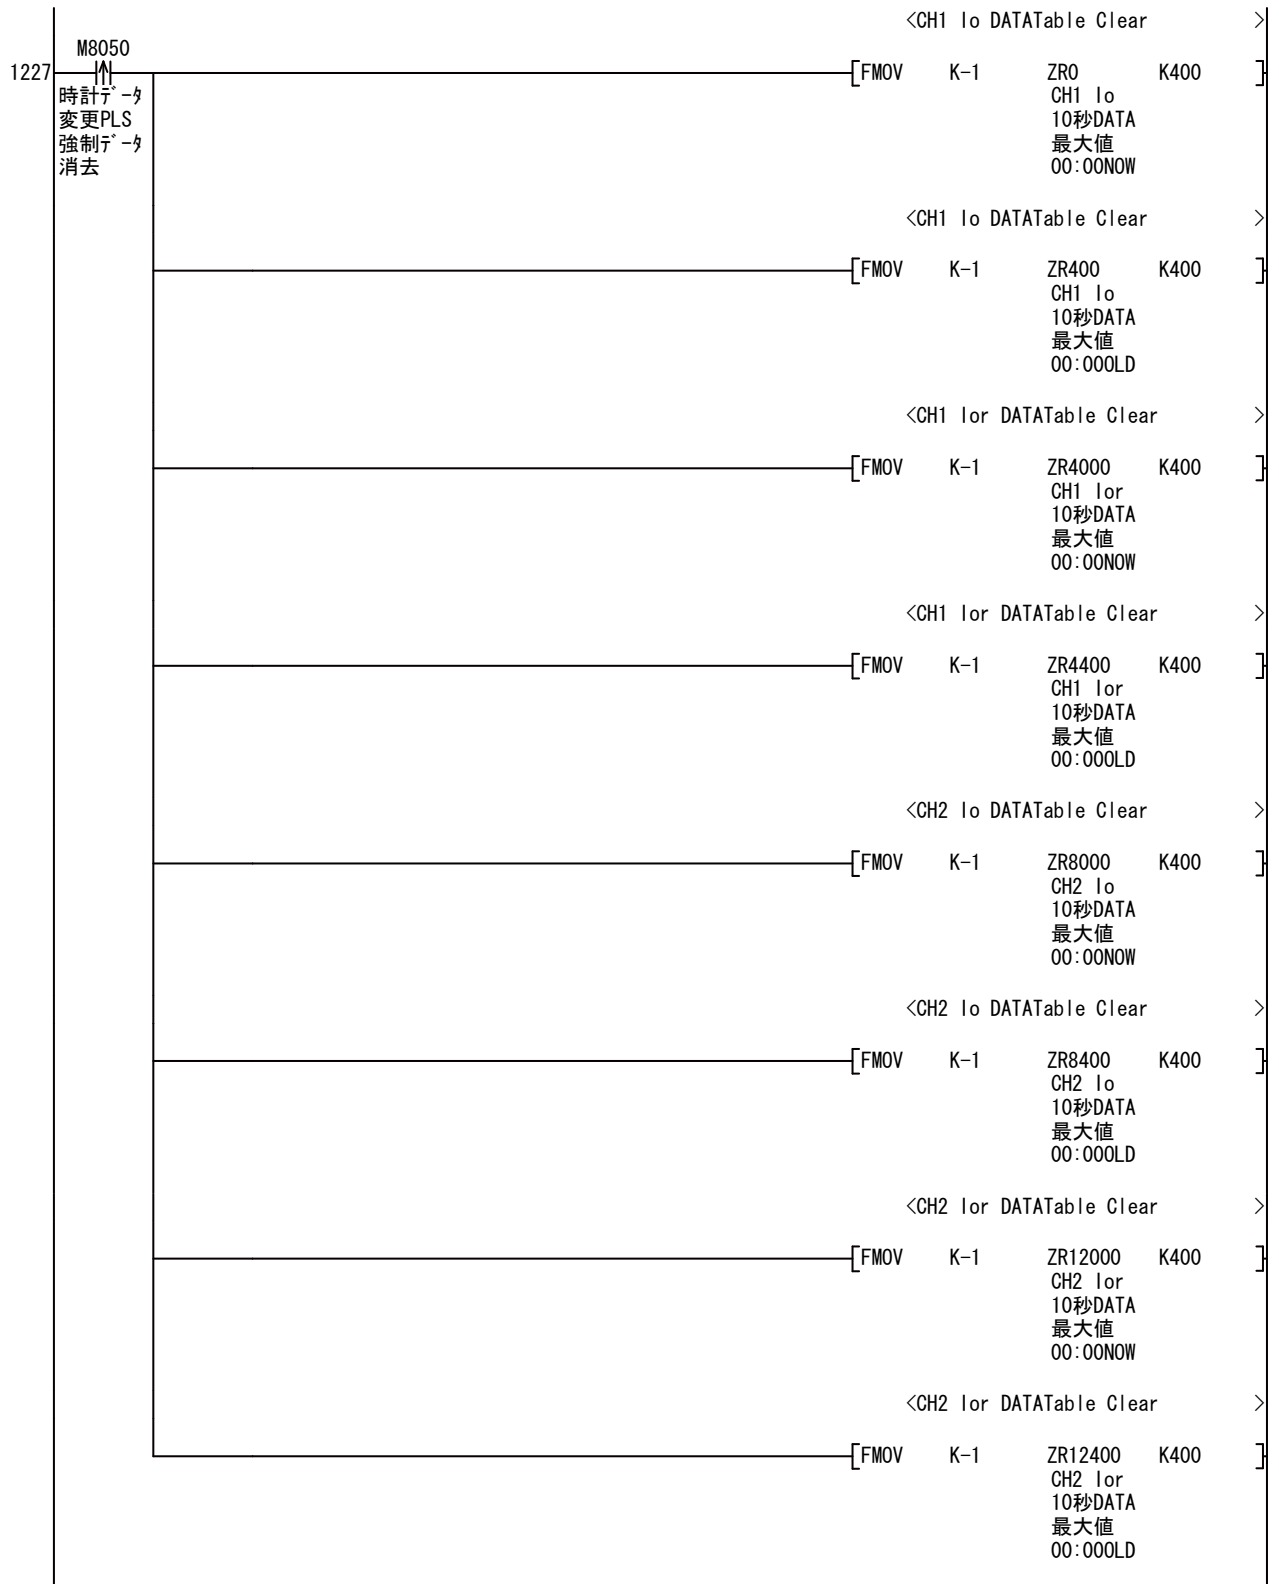 <CH1 Io DATATable Clear >
M8050
1227 [FMOV K-1 ZR0 K400 ]
時計ﾃﾞｰﾀ
変更PLS
強制ﾃﾞｰﾀ
消去
CH1 Io
10秒DATA
最大値
00:00NOW
<CH1 Io DATATable Clear >
[FMOV K-1 ZR400 K400 ]
CH1 Io
10秒DATA
最大値
00:00OLD
<CH1 Ior DATATable Clear >
[FMOV K-1 ZR4000 K400 ]
CH1 Ior
10秒DATA
最大値
00:00NOW
<CH1 Ior DATATable Clear >
[FMOV K-1 ZR4400 K400 ]
CH1 Ior
10秒DATA
最大値
00:00OLD
<CH2 Io DATATable Clear >
[FMOV K-1 ZR8000 K400 ]
CH2 Io
10秒DATA
最大値
00:00NOW
<CH2 Io DATATable Clear >
[FMOV K-1 ZR8400 K400 ]
CH2 Io
10秒DATA
最大値
00:00OLD
<CH2 Ior DATATable Clear >
[FMOV K-1 ZR12000 K400 ]
CH2 Ior
10秒DATA
最大値
00:00NOW
<CH2 Ior DATATable Clear >
[FMOV K-1 ZR12400 K400 ]
CH2 Ior
10秒DATA
最大値
00:00OLD